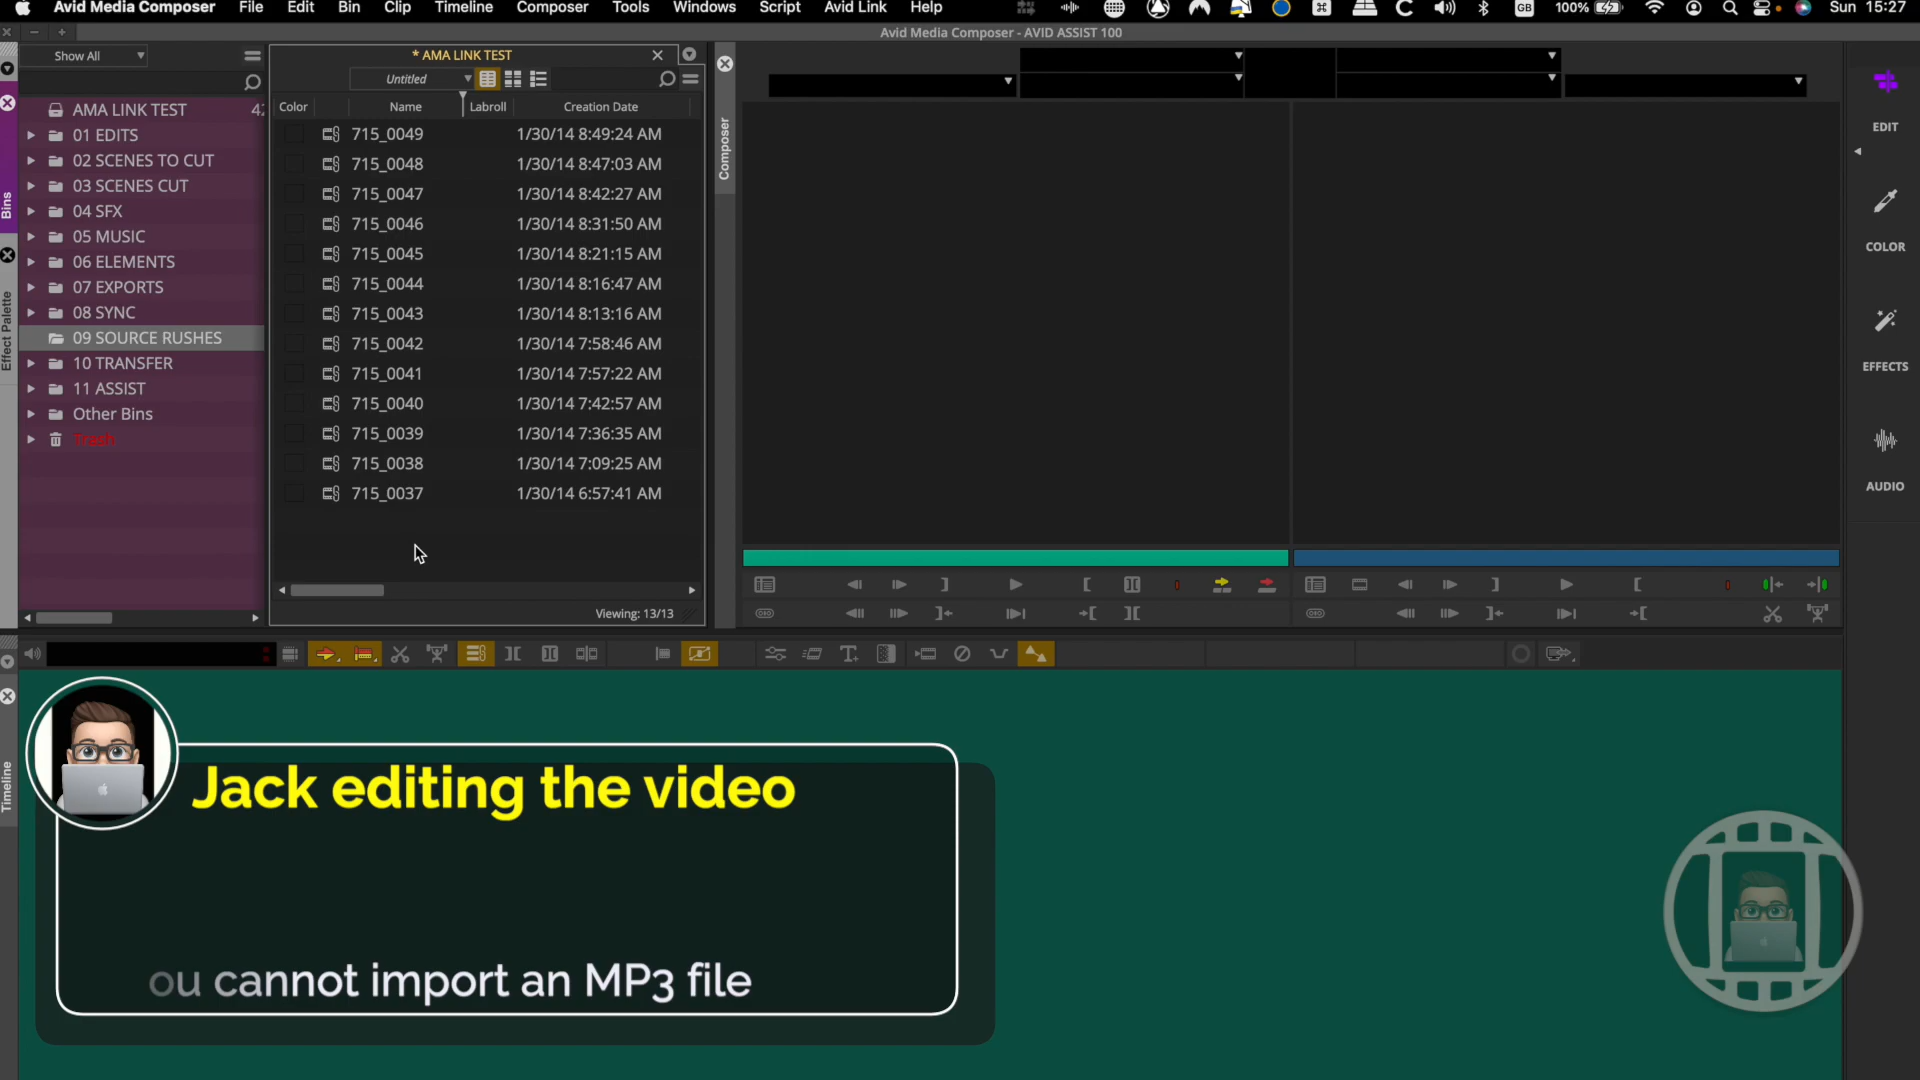 Avid Media Composer File Edit Bin Clip Timeline Composer Tools Windows Script Avid Link Help GB 100% Sun 15:27
Avid Media Composer - AVID ASSIST 100
Show All
AMA LINK TEST
01 EDITS
02 SCENES TO CUT
03 SCENES CUT
04 SFX
05 MUSIC
06 ELEMENTS
07 EXPORTS
08 SYNC
09 SOURCE RUSHES
10 TRANSFER
11 ASSIST
Other Bins
Trash
Bins
Effect Palette
* AMA LINK TEST
Untitled
Color Name Labroll Creation Date
715_0049 1/30/14 8:49:24 AM
715_0048 1/30/14 8:47:03 AM
715_0047 1/30/14 8:42:27 AM
715_0046 1/30/14 8:31:50 AM
715_0045 1/30/14 8:21:15 AM
715_0044 1/30/14 8:16:47 AM
715_0043 1/30/14 8:13:16 AM
715_0042 1/30/14 7:58:46 AM
715_0041 1/30/14 7:57:22 AM
715_0040 1/30/14 7:42:57 AM
715_0039 1/30/14 7:36:35 AM
715_0038 1/30/14 7:09:25 AM
715_0037 1/30/14 6:57:41 AM
Viewing: 13/13
Composer
EDIT
COLOR
EFFECTS
AUDIO
Timeline
Jack editing the video
ou cannot import an MP3 file